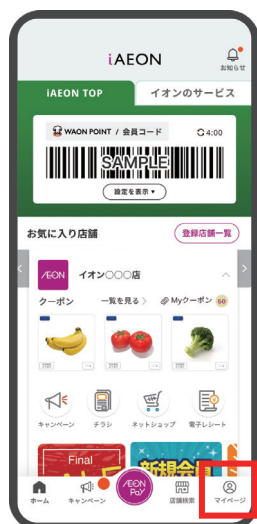 iAEON
お知らせ
iAEON TOP
イオンのサービス
WAON POINT / 会員コード
4:00
SAMPLE
設定を表示 ▾
お気に入り店舗
登録店舗一覧
ÆON イオン〇〇〇店
クーポン
一覧を見る
Myクーポン 50
キャンペーン
チラシ
ネットショップ
電子レシート
Final
新規会員
ホーム
キャンペーン
ÆON Pay
店舗検索
マイページ